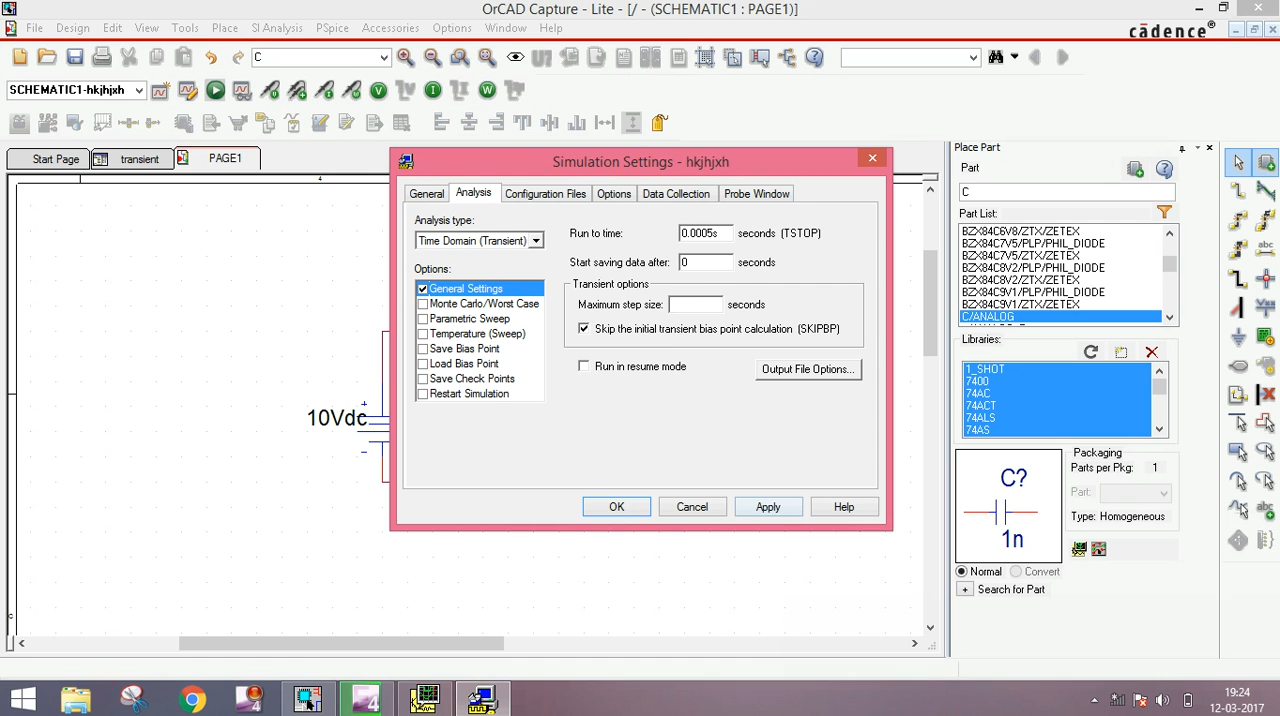 OrCAD Capture - Lite - [/ - (SCHEMATIC1 : PAGE1)]
File Design Edit View Tools Place SI Analysis PSpice Accessories Options Window Help
cādence®
C
SCHEMATIC1-hkjhjxh
Start Page transient PAGE1
4
10Vdc
+
-
C
Simulation Settings - hkjhjxh
General Analysis Configuration Files Options Data Collection Probe Window
Analysis type:
Time Domain (Transient)
Options:
General Settings
Monte Carlo/Worst Case
Parametric Sweep
Temperature (Sweep)
Save Bias Point
Load Bias Point
Save Check Points
Restart Simulation
Run to time: 0.0005s seconds (TSTOP)
Start saving data after: 0 seconds
Transient options
Maximum step size: seconds
Skip the initial transient bias point calculation (SKIPBP)
Run in resume mode
Output File Options...
OK Cancel Apply Help
Place Part
Part
C
Part List:
BZX84C6V8/ZTX/ZETEX
BZX84C7V5/PLP/PHIL_DIODE
BZX84C7V5/ZTX/ZETEX
BZX84C8V2/PLP/PHIL_DIODE
BZX84C8V2/ZTX/ZETEX
BZX84C9V1/PLP/PHIL_DIODE
BZX84C9V1/ZTX/ZETEX
C/ANALOG
Libraries:
1_SHOT
7400
74AC
74ACT
74ALS
74AS
C?
1n
Packaging
Parts per Pkg: 1
Part:
Type: Homogeneous
Normal Convert
+ Search for Part
19:24
12-03-2017